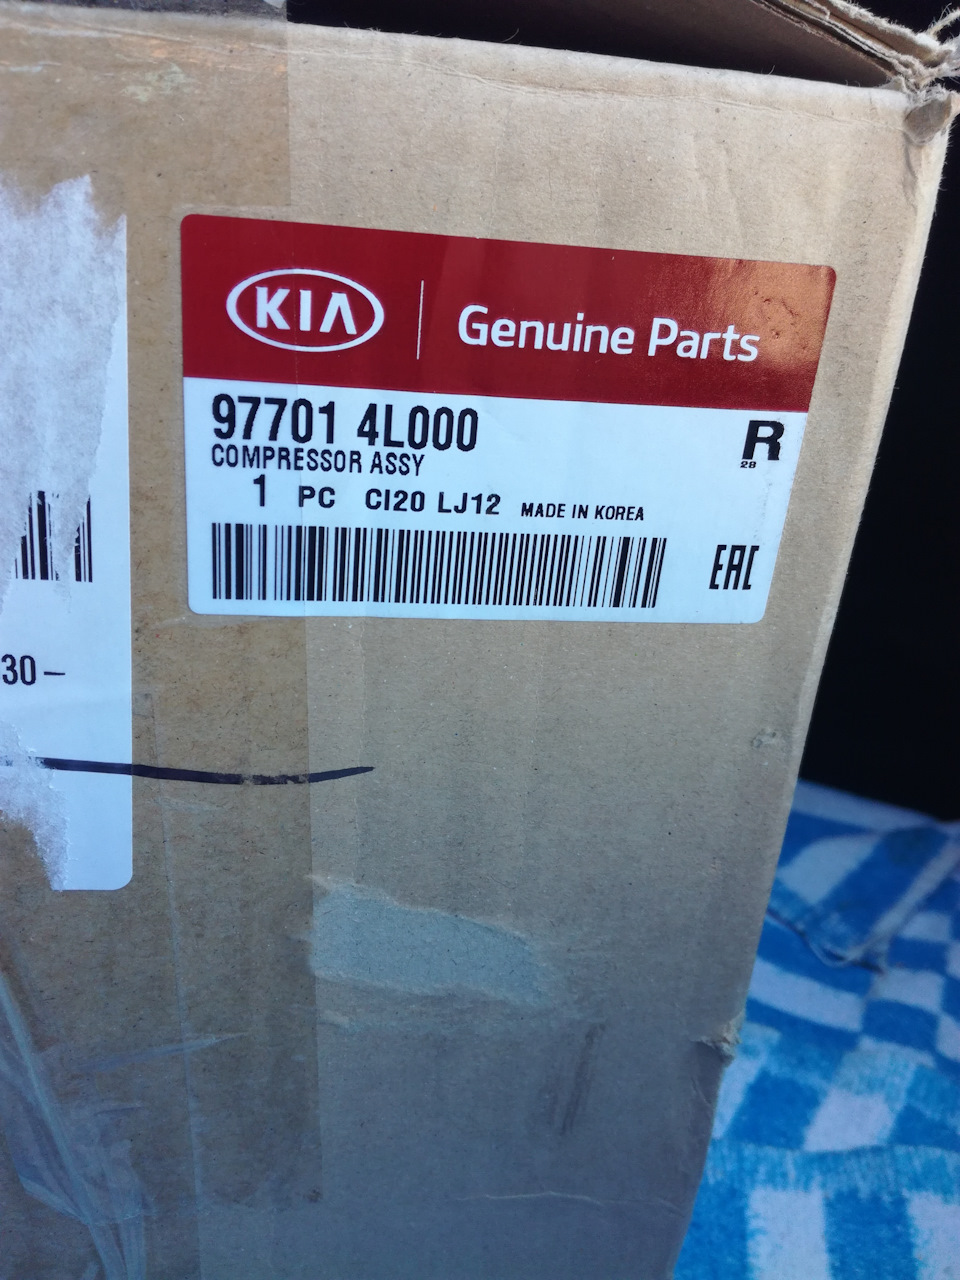 KIA Genuine Parts
97701 4L000 R
COMPRESSOR ASSY 28
1 PC CI20 LJ12 MADE IN KOREA
EAC
30-